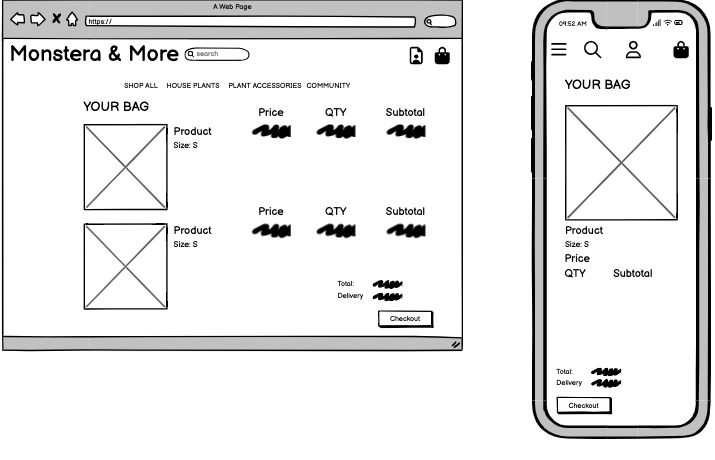 A Web Page
https://
Monstera & More
search
SHOP ALL HOUSE PLANTS PLANT ACCESSORIES COMMUNITY
YOUR BAG
Price QTY Subtotal
Product
Size: S
Price QTY Subtotal
Product
Size: S
Total:
Delivery
Checkout
09:52 AM
YOUR BAG
Product
Size: S
Price
QTY Subtotal
Total:
Delivery
Checkout